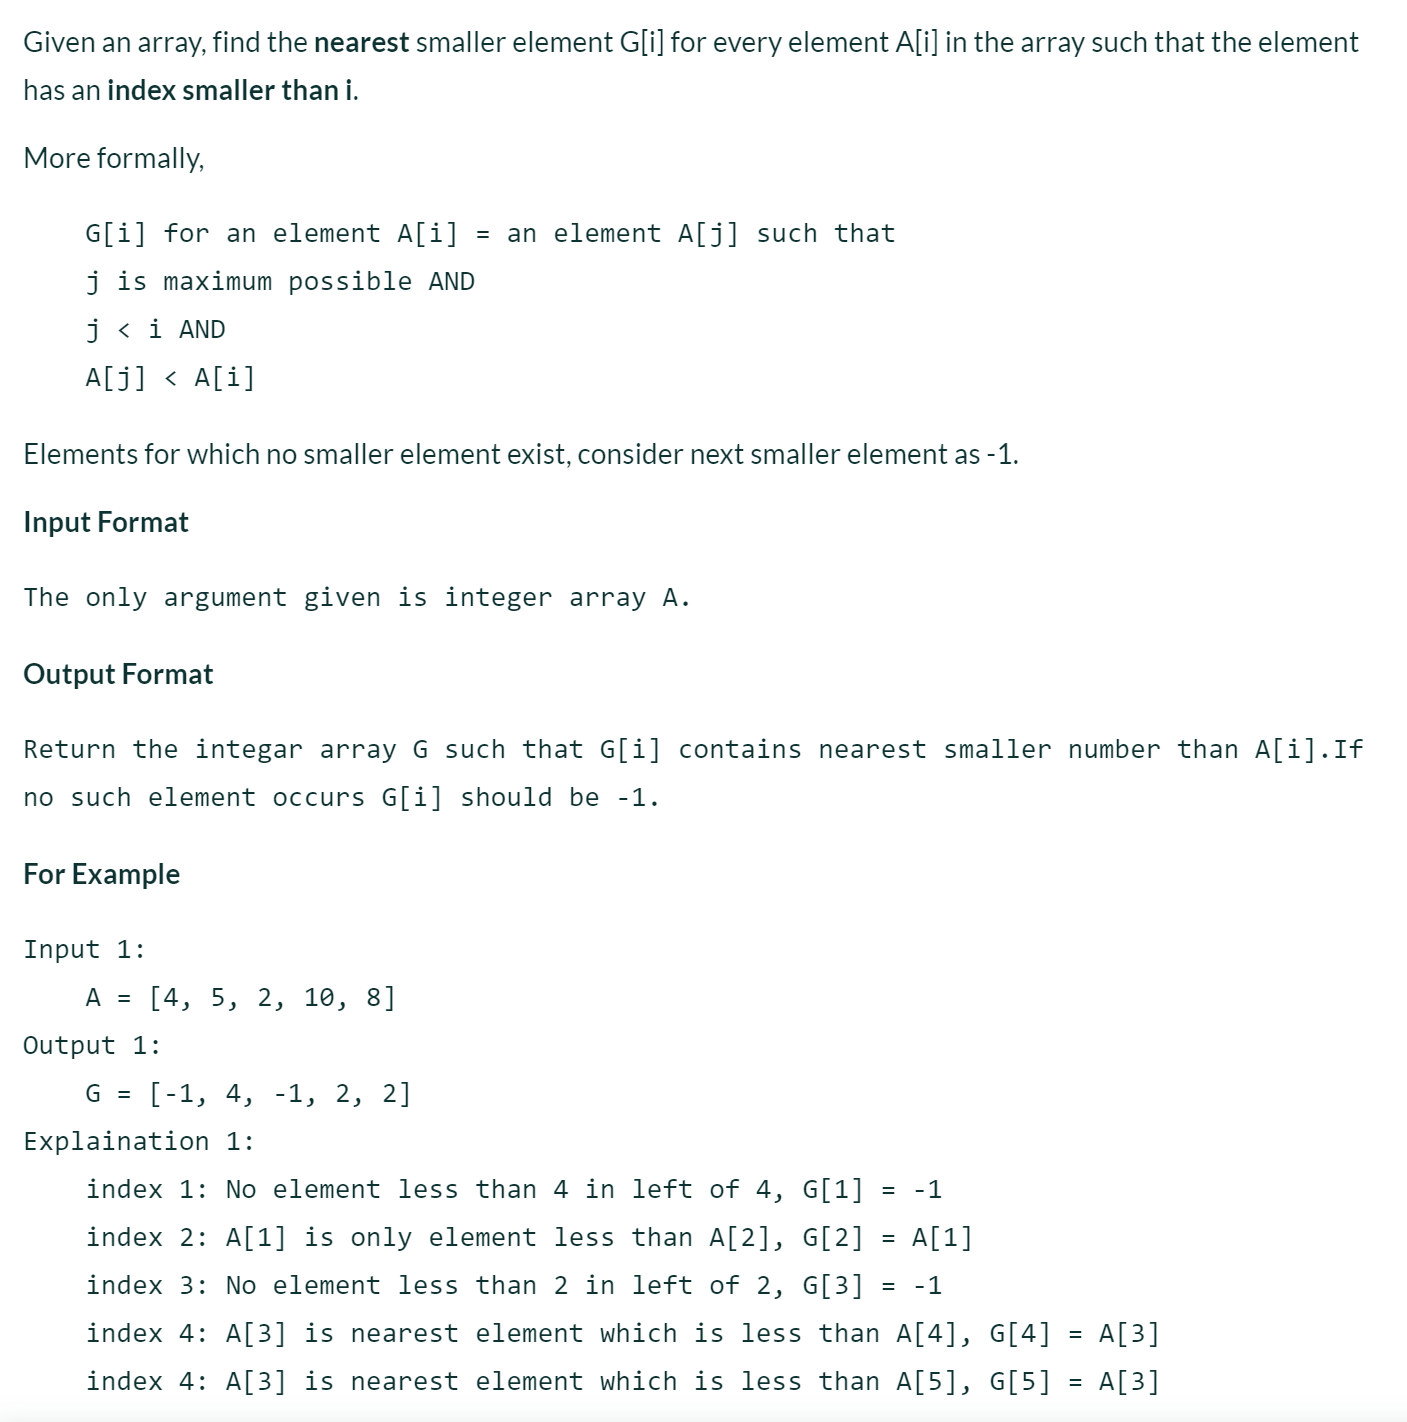 Given an array, find the nearest smaller element G[i] for every element A[i] in the array such that the element
has an index smaller than i.
More formally,
G[i] for an element A[i] = an element A[j] such that
j is maximum possible AND
j < i AND
A[j] < A[i]
Elements for which no smaller element exist, consider next smaller element as -1.
Input Format
The only argument given is integer array A.
Output Format
Return the integar array G such that G[i] contains nearest smaller number than A[i].If
no such element occurs G[i] should be -1.
For Example
Input 1:
A = [4, 5, 2, 10, 8]
Output 1:
G = [-1, 4, -1, 2, 2]
Explaination 1:
index 1: No element less than 4 in left of 4, G[1] = -1
index 2: A[1] is only element less than A[2], G[2] = A[1]
index 3: No element less than 2 in left of 2, G[3] = -1
index 4: A[3] is nearest element which is less than A[4], G[4] = A[3]
index 4: A[3] is nearest element which is less than A[5], G[5] = A[3]